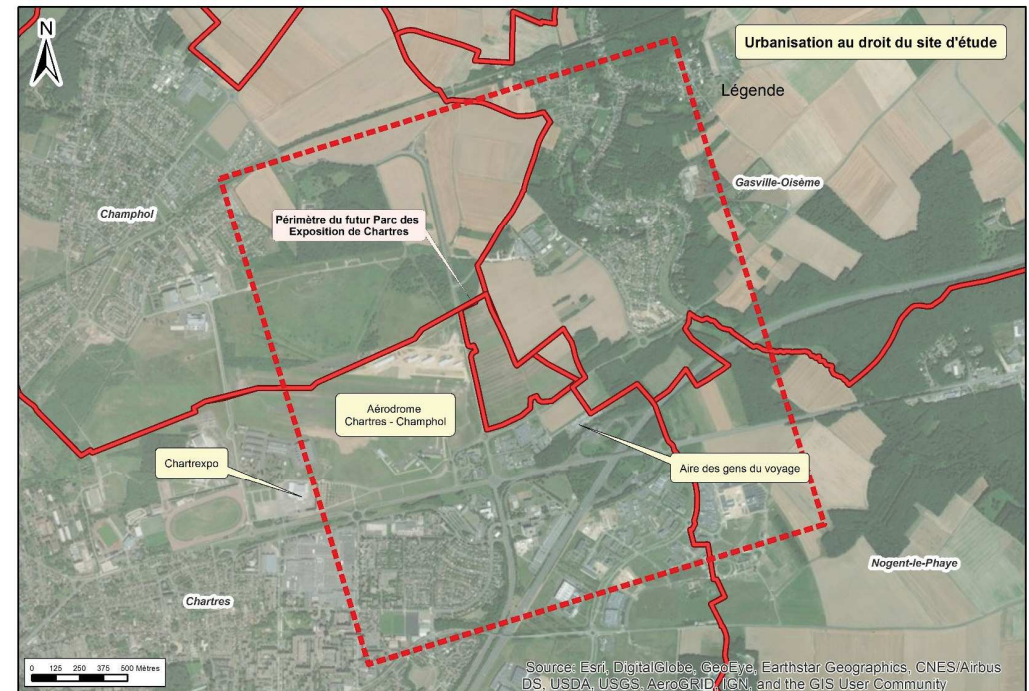 N
Urbanisation au droit du site d'étude
Légende
Gasville-Oisème
Champhol
Périmètre du futur Parc des
Exposition de Chartres
Aérodrome
Chartres - Champhol
Chartrexpo
Aire des gens du voyage
Nogent-le-Phaye
Chartres
0 125 250 375 500 Mètres
Source: Esri, DigitalGlobe, GeoEye, Earthstar Geographics, CNES/Airbus
DS, USDA, USGS, AeroGRID, IGN, and the GIS User Community